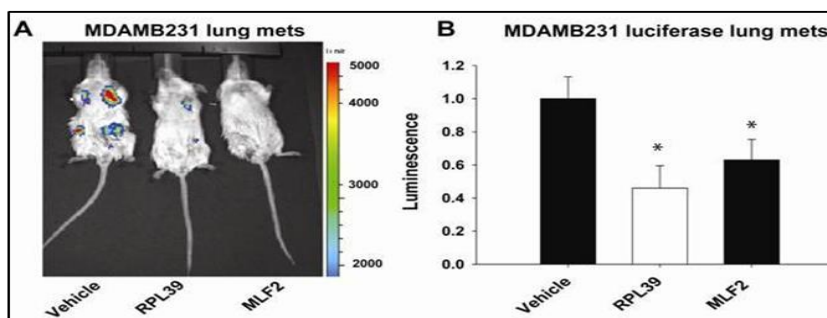 A MDAMB231 lung mets
5000
4000
3000
2000
Vehicle
RPL39
MLF2
B MDAMB231 luciferase lung mets
Luminescence
1.2
1.0
0.8
0.6
0.4
0.2
0.0
*
*
Vehicle
RPL39
MLF2